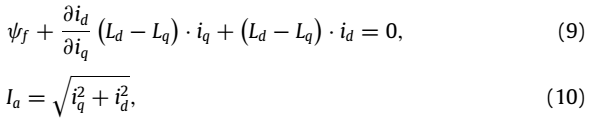 ψ_f + ∂i_d/∂i_q (L_d − L_q) · i_q + (L_d − L_q) · i_d = 0, (9)
I_a = √(i_q^2 + i_d^2), (10)